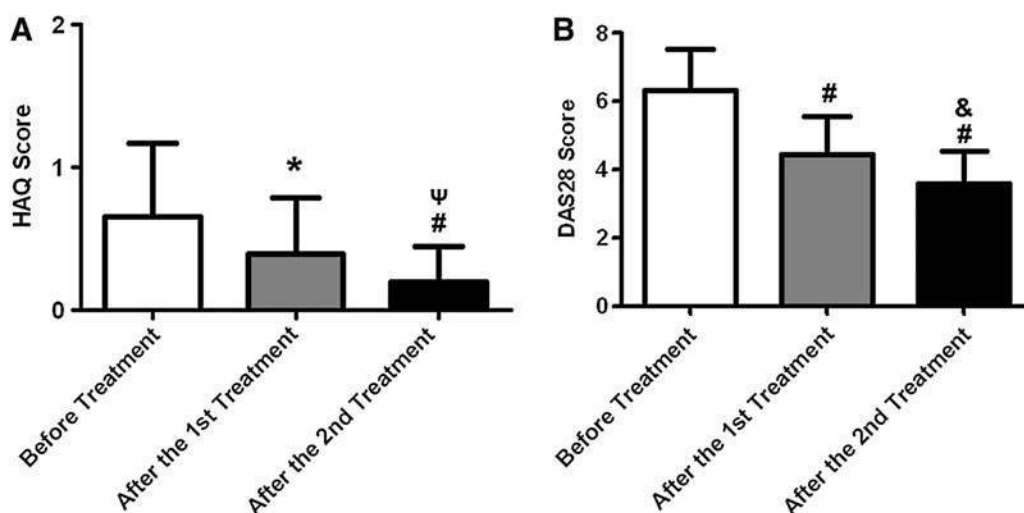 A
HAQ Score
2
1
0
*
Ψ
#
Before Treatment
After the 1st Treatment
After the 2nd Treatment
B
DAS28 Score
8
6
4
2
0
#
&
#
Before Treatment
After the 1st Treatment
After the 2nd Treatment